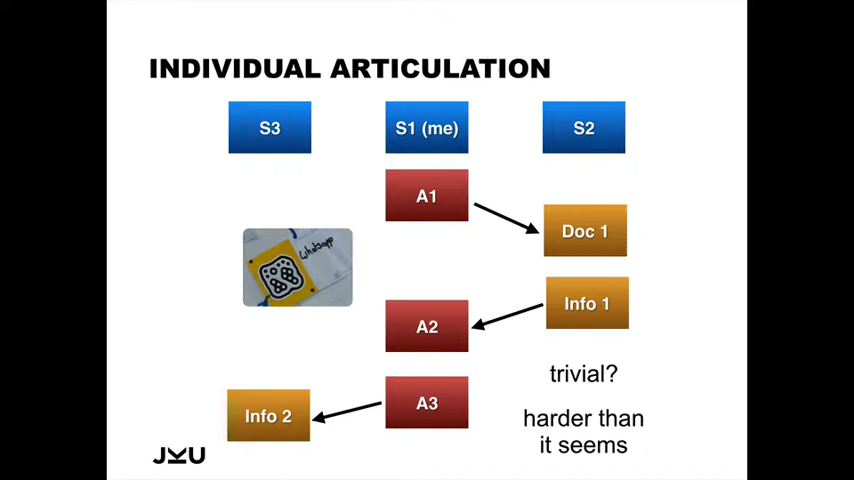 INDIVIDUAL ARTICULATION
S3
S1 (me)
S2
A1
Doc 1
whatsapp
Info 1
A2
trivial?
A3
Info 2
harder than
it seems
JKU